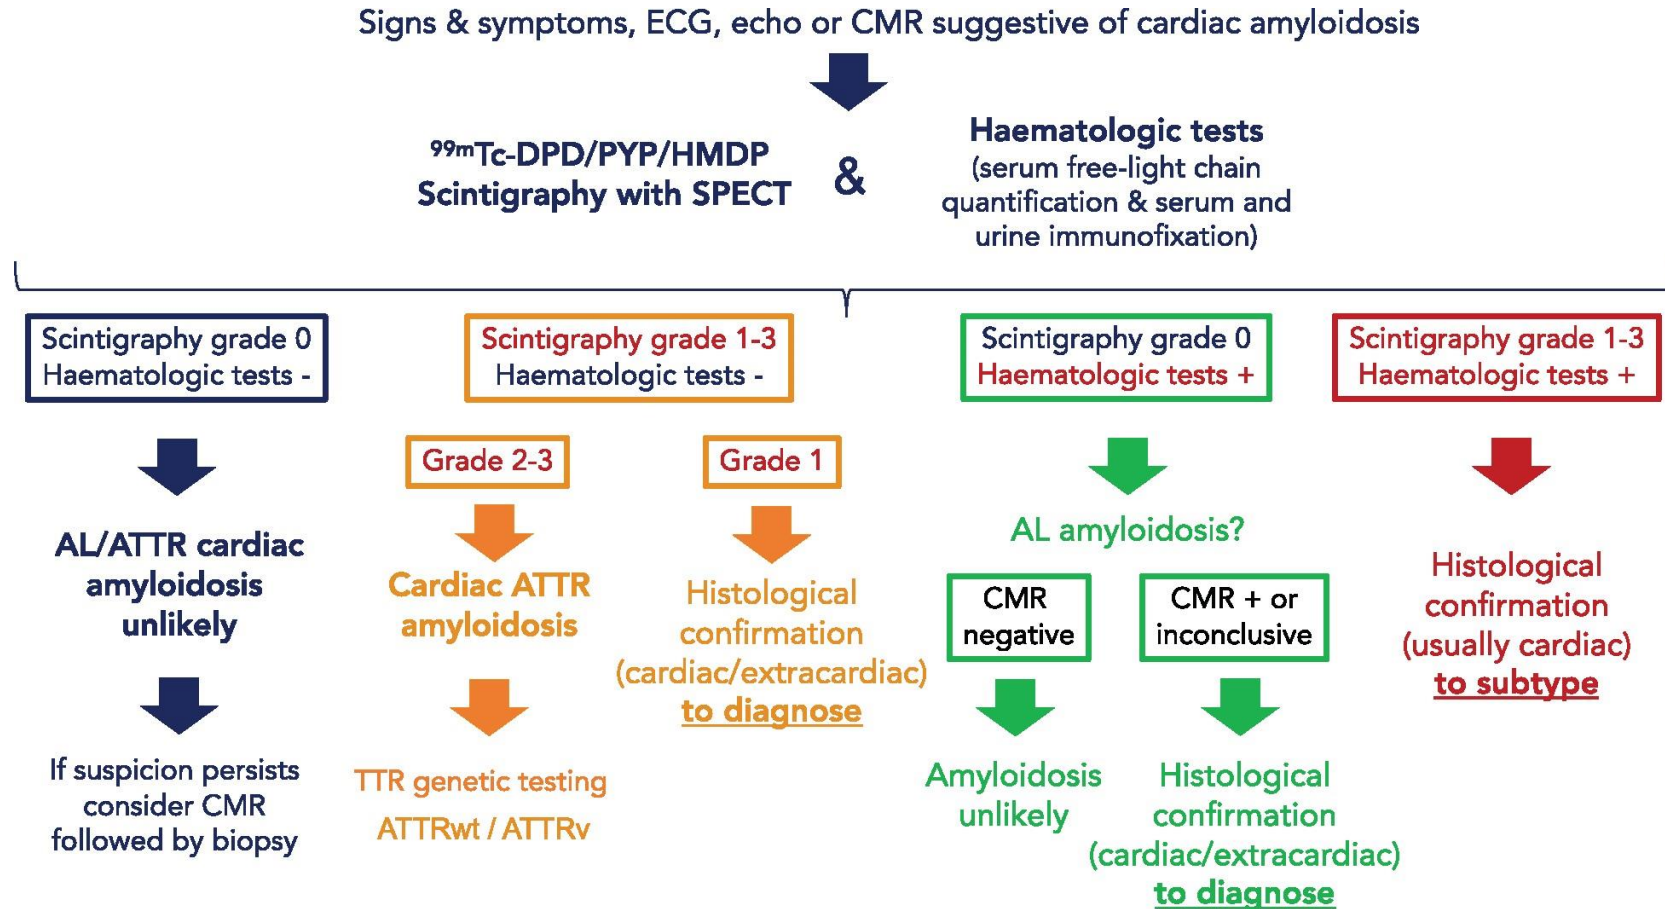 Signs & symptoms, ECG, echo or CMR suggestive of cardiac amyloidosis
⁹⁹ᵐTc-DPD/PYP/HMDP
Scintigraphy with SPECT
&
Haematologic tests
(serum free-light chain
quantification & serum and
urine immunofixation)
Scintigraphy grade 0
Haematologic tests -
AL/ATTR cardiac
amyloidosis
unlikely
If suspicion persists
consider CMR
followed by biopsy
Scintigraphy grade 1-3
Haematologic tests -
Grade 2-3
Cardiac ATTR
amyloidosis
TTR genetic testing
ATTRwt / ATTRv
Grade 1
Histological
confirmation
(cardiac/extracardiac)
to diagnose
Scintigraphy grade 0
Haematologic tests +
AL amyloidosis?
CMR
negative
Amyloidosis
unlikely
CMR + or
inconclusive
Histological
confirmation
(cardiac/extracardiac)
to diagnose
Scintigraphy grade 1-3
Haematologic tests +
Histological
confirmation
(usually cardiac)
to subtype